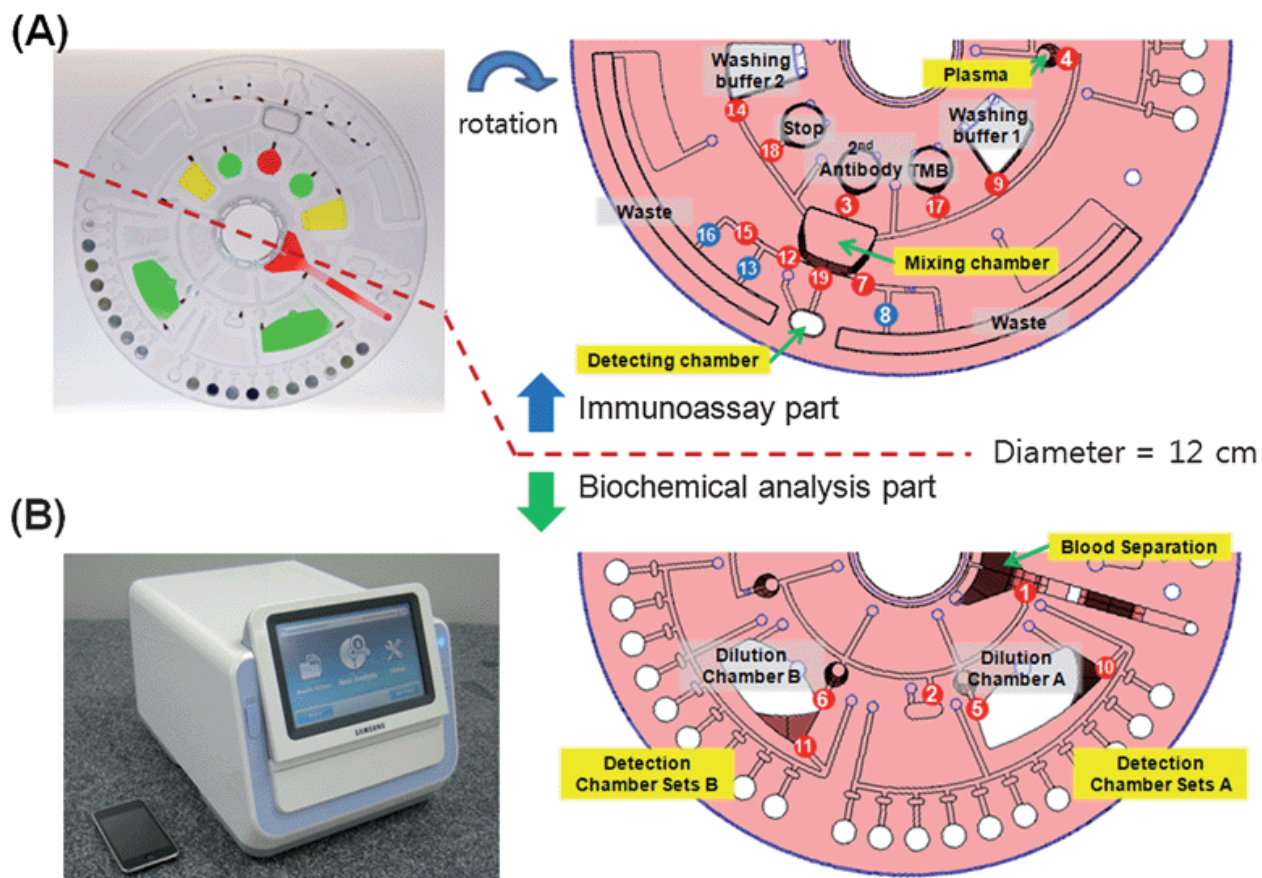 (A)
rotation
Washing
buffer 2
14
Stop
18
2nd
Antibody
3
TMB
17
Plasma
4
Washing
buffer 1
9
Waste
16
15
13
12
19
7
8
Mixing chamber
Waste
Detecting chamber
Immunoassay part
Diameter = 12 cm
Biochemical analysis part
(B)
SAMSUNG
Blood Separation
1
Dilution
Chamber B
6
11
2
Dilution
Chamber A
5
10
Detection
Chamber Sets B
Detection
Chamber Sets A